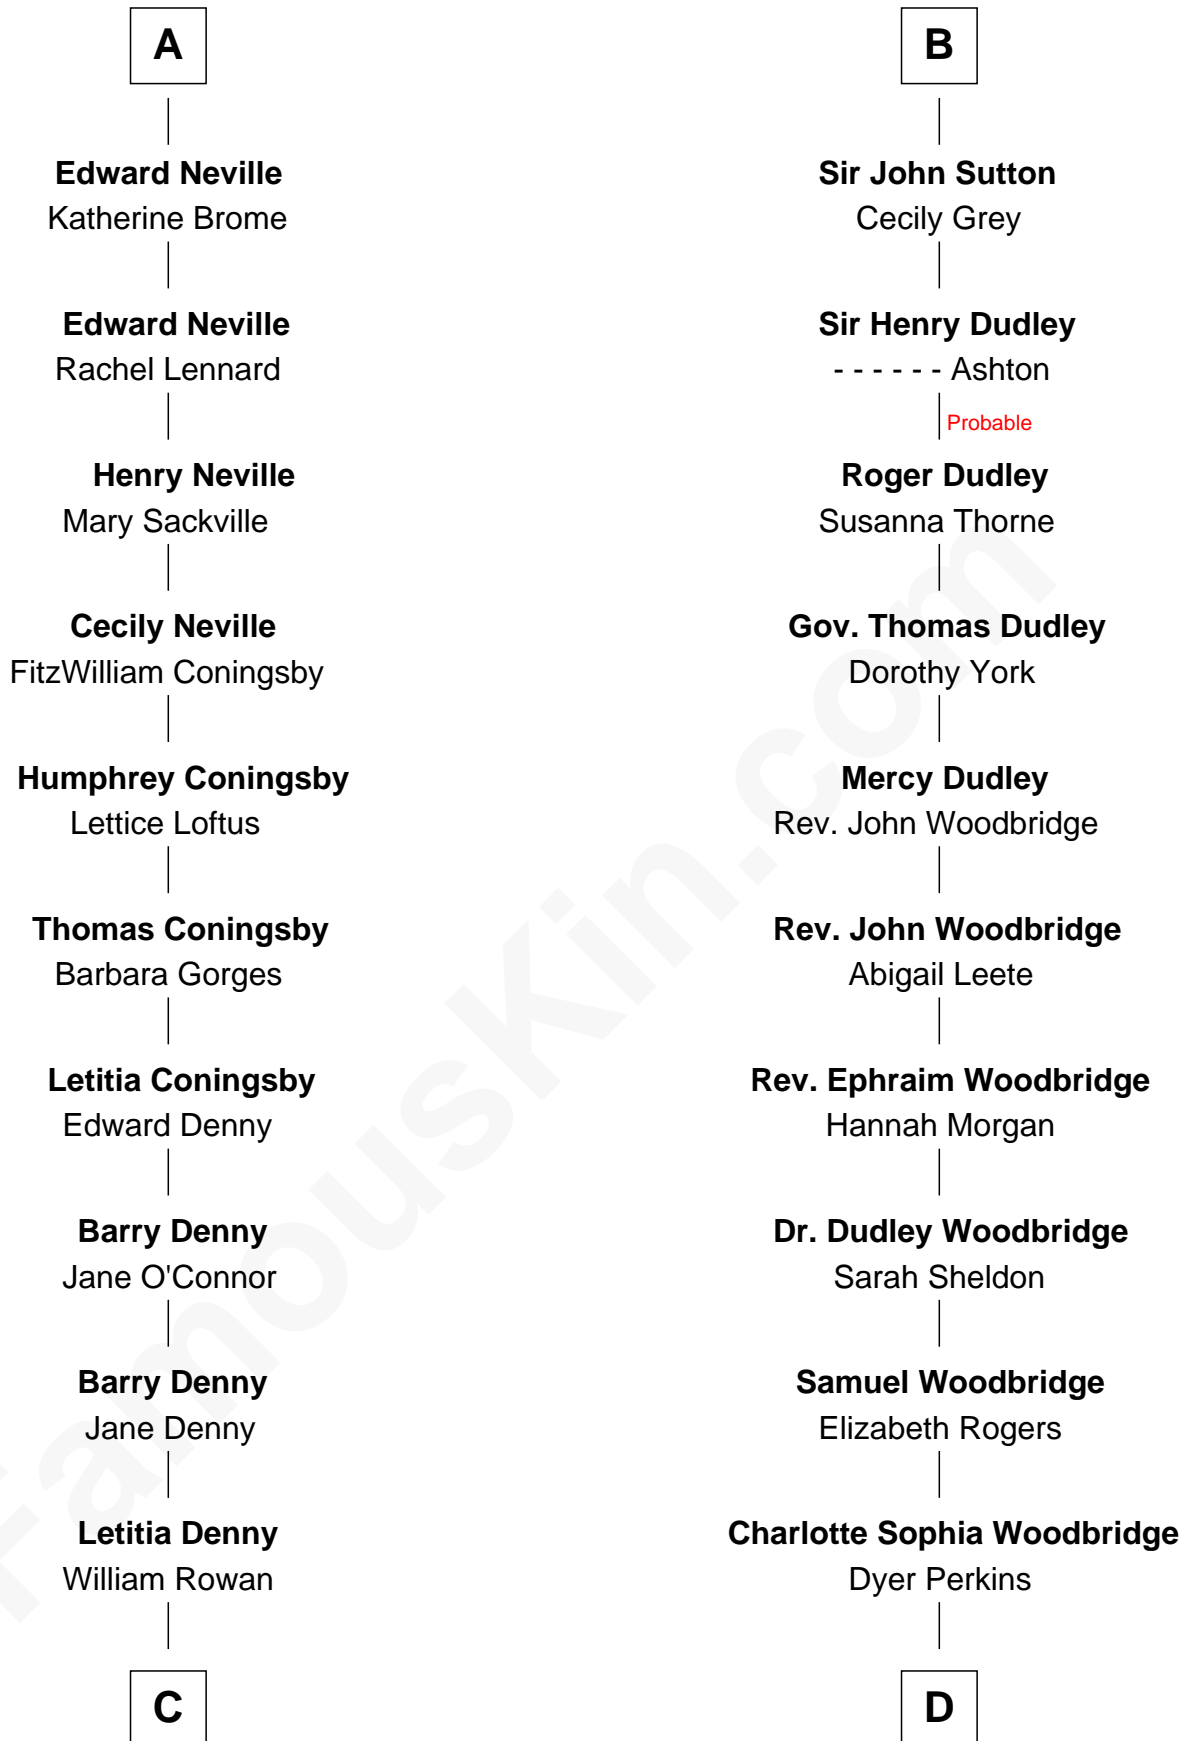 A
Edward Neville
Katherine Brome
Edward Neville
Rachel Lennard
Henry Neville
Mary Sackville
Cecily Neville
FitzWilliam Coningsby
Humphrey Coningsby
Lettice Loftus
Thomas Coningsby
Barbara Gorges
Letitia Coningsby
Edward Denny
Barry Denny
Jane O'Connor
Barry Denny
Jane Denny
Letitia Denny
William Rowan
C
B
Sir John Sutton
Cecily Grey
Sir Henry Dudley
- - - - - - Ashton
Probable
Roger Dudley
Susanna Thorne
Gov. Thomas Dudley
Dorothy York
Mercy Dudley
Rev. John Woodbridge
Rev. John Woodbridge
Abigail Leete
Rev. Ephraim Woodbridge
Hannah Morgan
Dr. Dudley Woodbridge
Sarah Sheldon
Samuel Woodbridge
Elizabeth Rogers
Charlotte Sophia Woodbridge
Dyer Perkins
D
FamousKin.com